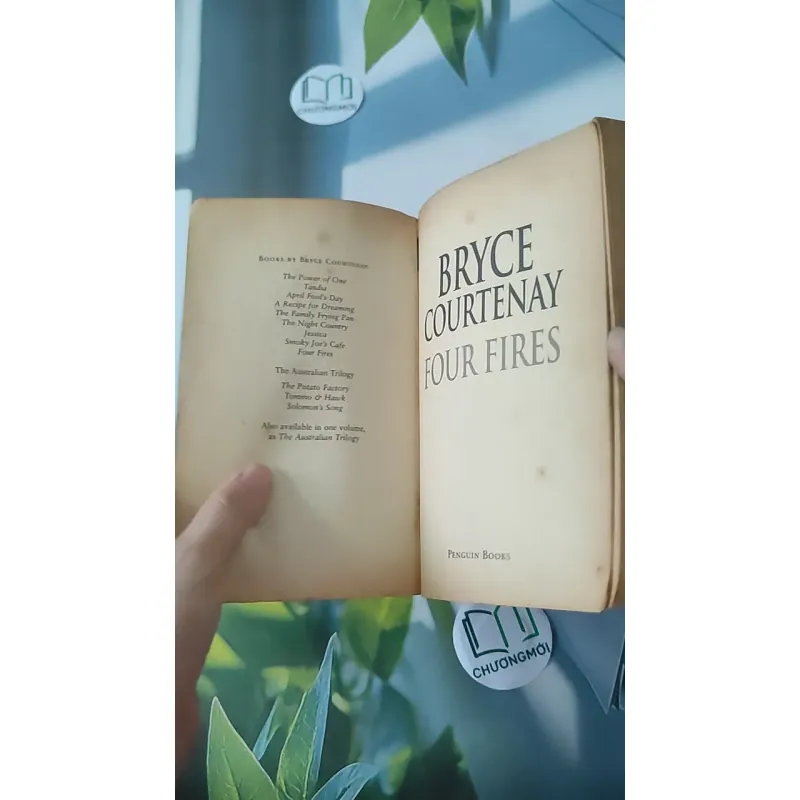 CHƯƠNGMỚI
BOOKS BY BRYCE COURTENAY
The Power of One
Tandia
April Fool's Day
A Recipe for Dreaming
The Family Frying Pan
The Night Country
Jessica
Smoky Joe's Cafe
Four Fires
The Australian Trilogy
The Potato Factory
Tommo & Hawk
Solomon's Song
Also available in one volume,
as The Australian Trilogy
BRYCE
COURTENAY
FOUR FIRES
PENGUIN BOOKS
CHƯƠNGMỚI